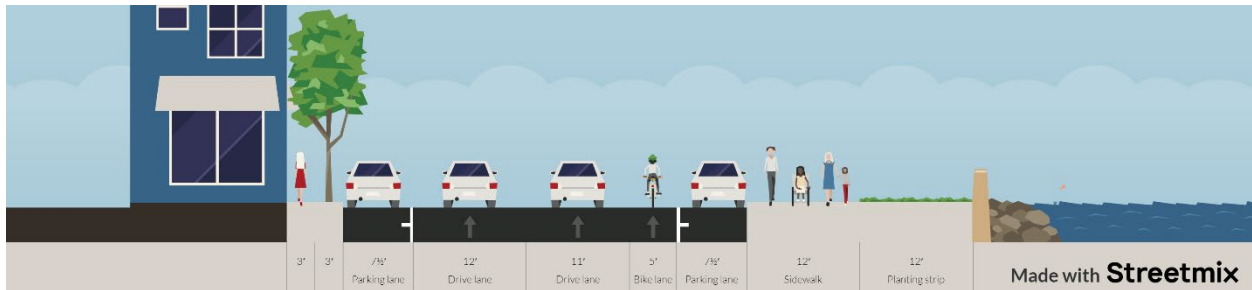 3' 3' 7½' 12' 11' 5' 7½' 12' 12'
Parking lane Drive lane Drive lane Bike lane Parking lane Sidewalk Planting strip
Made with Streetmix